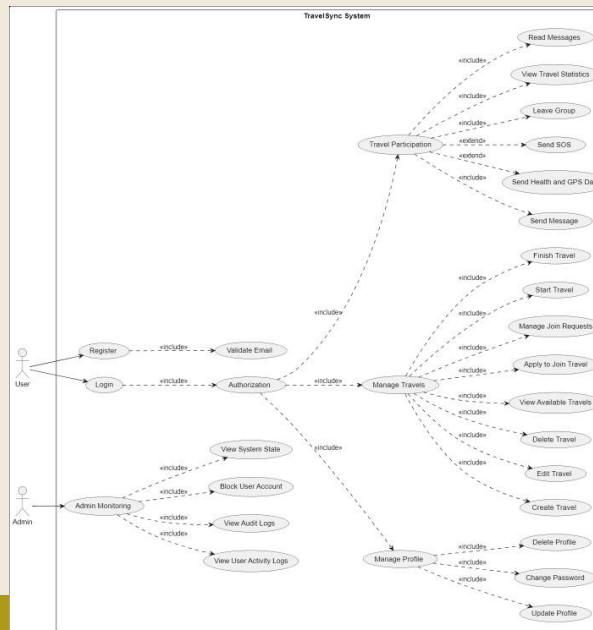 TravelSync System
Read Messages
«include»
View Travel Statistics
«include»
«include»
Leave Group
Travel Participation
«extend»
Send SOS
«extend»
Send Health and GPS Da
«include»
Send Message
Finish Travel
«include»
Start Travel
«include»
«include»
Manage Join Requests
«include»
Register
«include»
Validate Email
«include»
Apply to Join Travel
User
Login
«include»
Authorization
«include»
Manage Travels
«include»
View Available Travels
«include»
Delete Travel
View System State
«include»
«include»
Edit Travel
«include»
«include»
Block User Account
«include»
Create Travel
Admin
Admin Monitoring
«include»
View Audit Logs
«include»
View User Activity Logs
Manage Profile
«include»
Delete Profile
«include»
Change Password
«include»
Update Profile